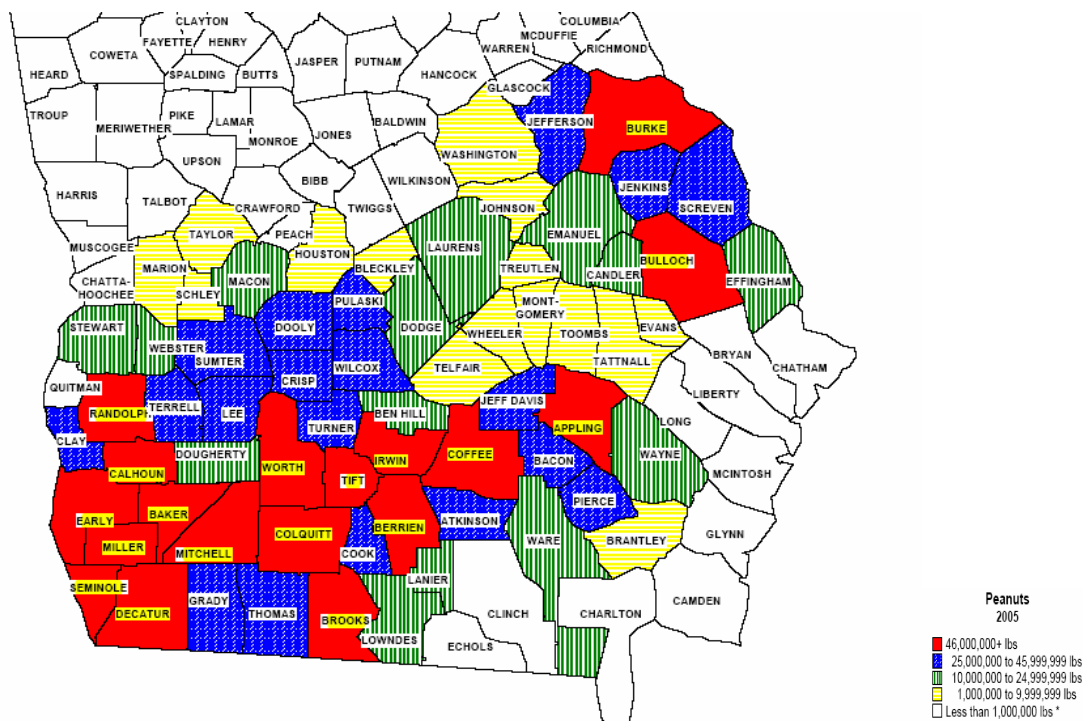 CLAYTON
COLUMBIA
FAYETTE
HENRY
MCDUFFIE
COWETA
WARREN
RICHMOND
JASPER
PUTNAM
HEARD
SPALDING
BUTTS
HANCOCK
GLASCOCK
TROUP
PIKE
LAMAR
BALDWIN
JEFFERSON
BURKE
MERIWETHER
MONROE
JONES
WASHINGTON
UPSON
BIBB
WILKINSON
JENKINS
HARRIS
TALBOT
CRAWFORD
TWIGGS
JOHNSON
SCREVEN
TAYLOR
PEACH
EMANUEL
MUSCOGEE
HOUSTON
LAURENS
MARION
BLECKLEY
TREUTLEN
CANDLER
BULLOCH
EFFINGHAM
CHATTA-
HOOCHEE
SCHLEY
MACON
PULASKI
MONT-
GOMERY
STEWART
DOOLY
DODGE
WHEELER
TOOMBS
EVANS
WEBSTER
SUMTER
WILCOX
TATTNALL
BRYAN
CHATHAM
QUITMAN
CRISP
TELFAIR
LIBERTY
RANDOLPH
TERRELL
LEE
BEN HILL
JEFF DAVIS
APPLING
LONG
CLAY
TURNER
DOUGHERTY
IRWIN
COFFEE
WAYNE
CALHOUN
WORTH
TIFT
BACON
MCINTOSH
PIERCE
EARLY
BAKER
COLQUITT
BERRIEN
ATKINSON
MILLER
MITCHELL
COOK
WARE
BRANTLEY
GLYNN
SEMINOLE
LANIER
DECATUR
GRADY
THOMAS
BROOKS
CLINCH
CHARLTON
CAMDEN
LOWNDES
ECHOLS
Peanuts
2005
46,000,000+ lbs
25,000,000 to 45,999,999 lbs
10,000,000 to 24,999,999 lbs
1,000,000 to 9,999,999 lbs
Less than 1,000,000 lbs *